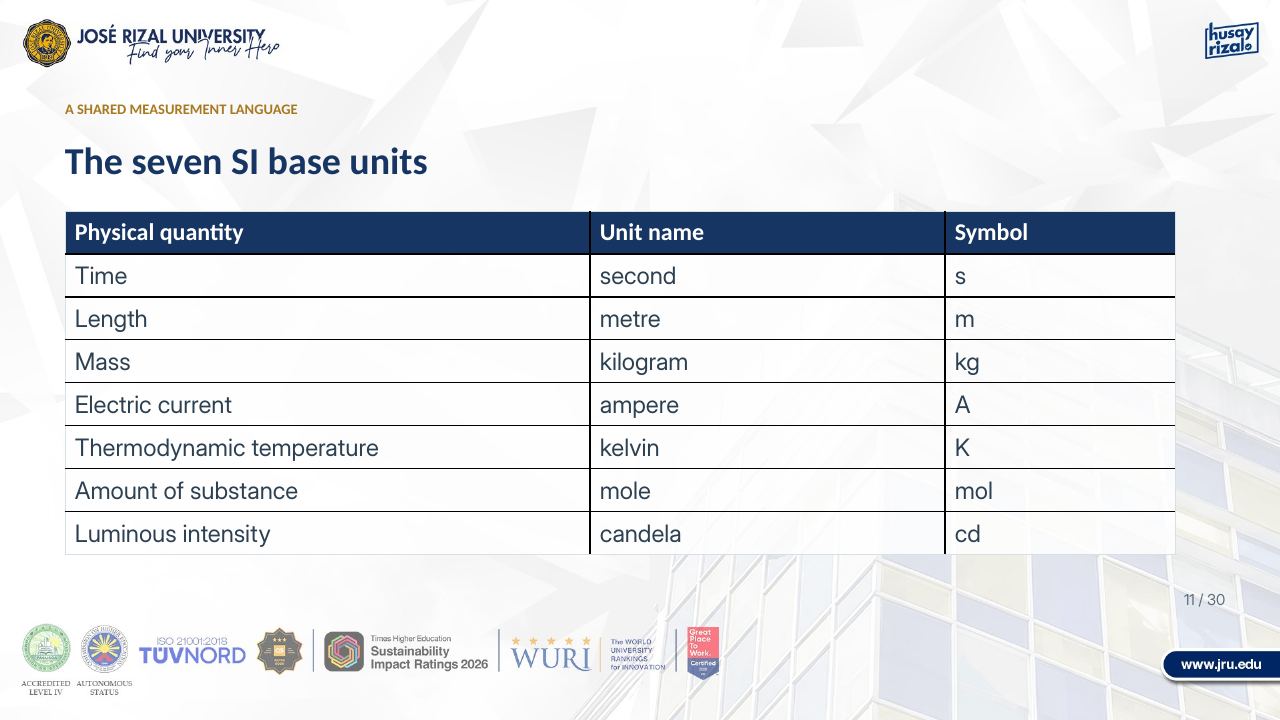 JOSÉ RIZAL UNIVERSITY
Find your Inner Hero
husay
rizal
A SHARED MEASUREMENT LANGUAGE
The seven SI base units
Physical quantity Unit name Symbol
Time second s
Length metre m
Mass kilogram kg
Electric current ampere A
Thermodynamic temperature kelvin K
Amount of substance mole mol
Luminous intensity candela cd
11 / 30
ACCREDITED
LEVEL IV
AUTONOMOUS
STATUS
ISO 21001:2018
TÜVNORD
Times Higher Education
Sustainability
Impact Ratings 2026
WURI
The WORLD
UNIVERSITY
RANKINGS
for INNOVATION
Great
Place
To
Work.
Certified
www.jru.edu